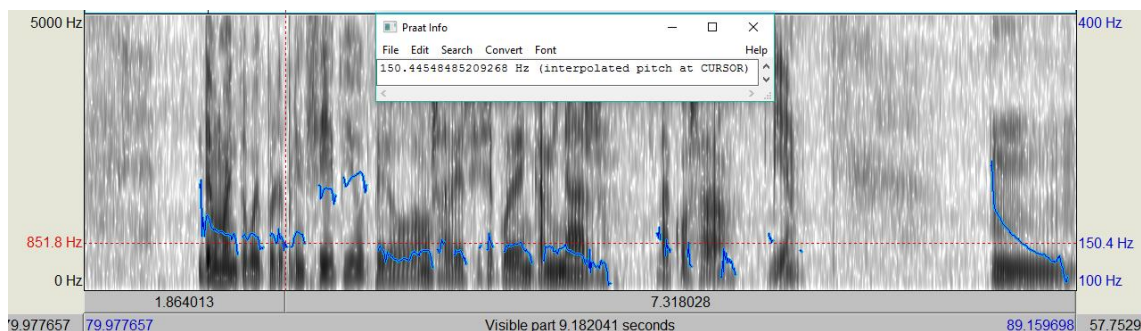 5000 Hz
400 Hz
Praat Info
File Edit Search Convert Font Help
150.44548485209268 Hz (interpolated pitch at CURSOR)
851.8 Hz
150.4 Hz
0 Hz
100 Hz
1.864013 7.318028
79.977657 79.977657 Visible part 9.182041 seconds 89.159698 57.7529